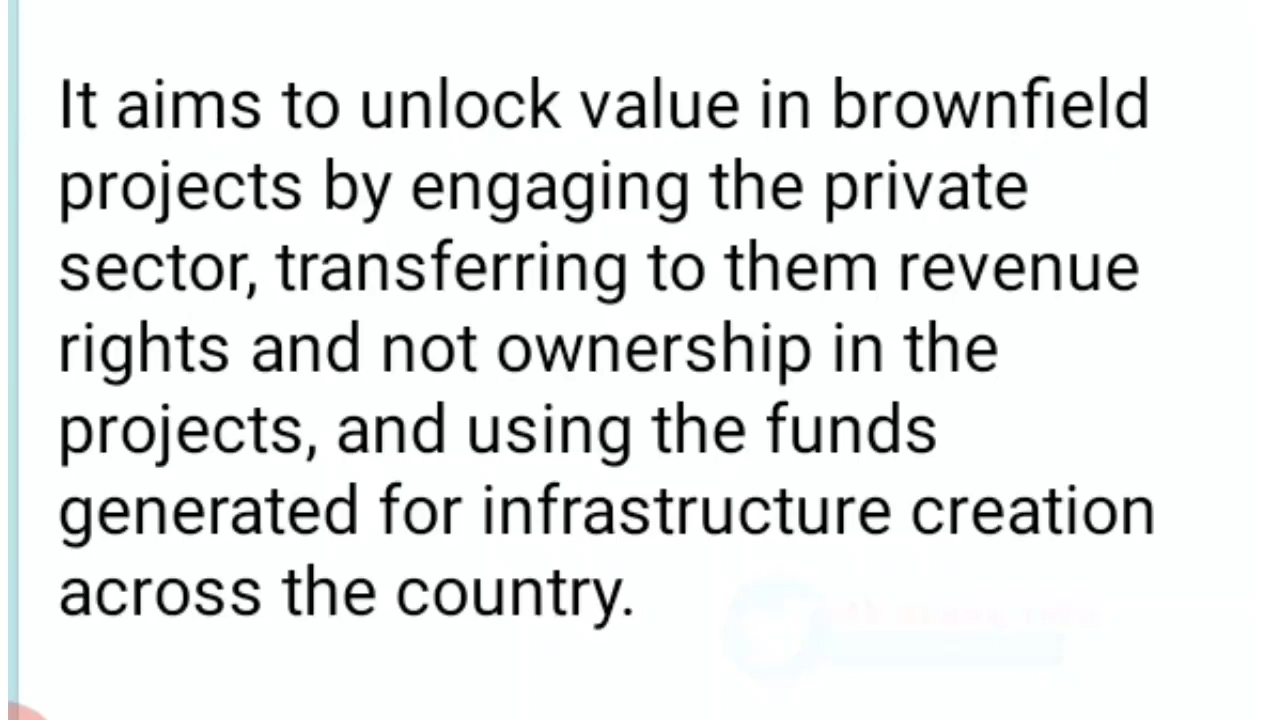 It aims to unlock value in brownfield
projects by engaging the private
sector, transferring to them revenue
rights and not ownership in the
projects, and using the funds
generated for infrastructure creation
across the country.